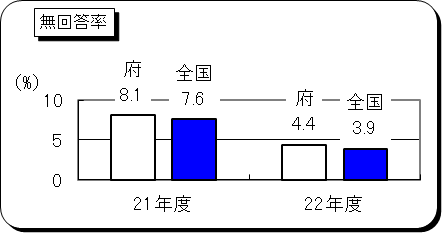 無回答率
(%)
府 全国
8.1 7.6
府 全国
4.4 3.9
10
5
0
21年度 22年度